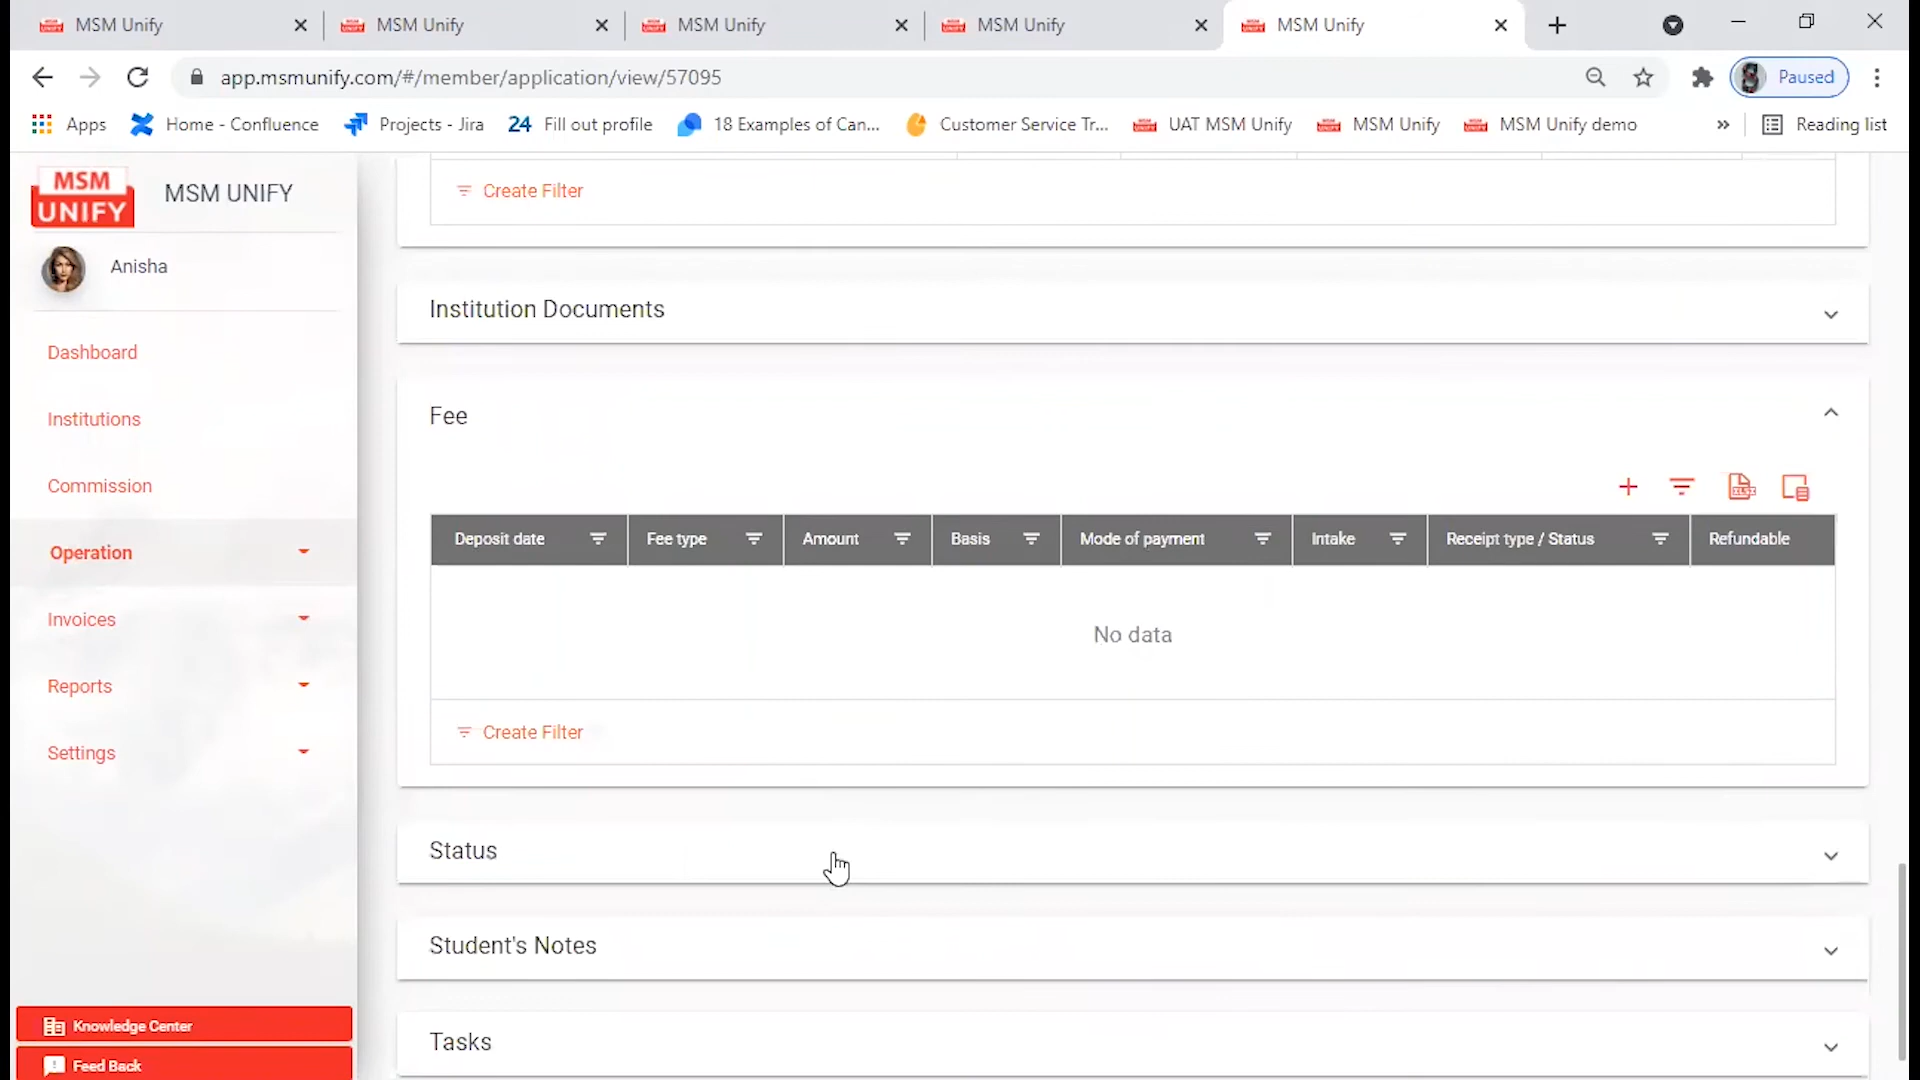 MSM Unify
MSM Unify
MSM Unify
MSM Unify
MSM Unify
app.msmunify.com/#/member/application/view/57095
Paused
Apps
Home - Confluence
Projects - Jira
24 Fill out profile
18 Examples of Can...
Customer Service Tr...
UAT MSM Unify
MSM Unify
MSM Unify demo
»
Reading list
MSM
UNIFY
MSM UNIFY
Anisha
Dashboard
Institutions
Commission
Operation
Invoices
Reports
Settings
Knowledge Center
Feed Back
Create Filter
Institution Documents
Fee
XLSX
Deposit date
Fee type
Amount
Basis
Mode of payment
Intake
Receipt type / Status
Refundable
No data
Create Filter
Status
Student's Notes
Tasks